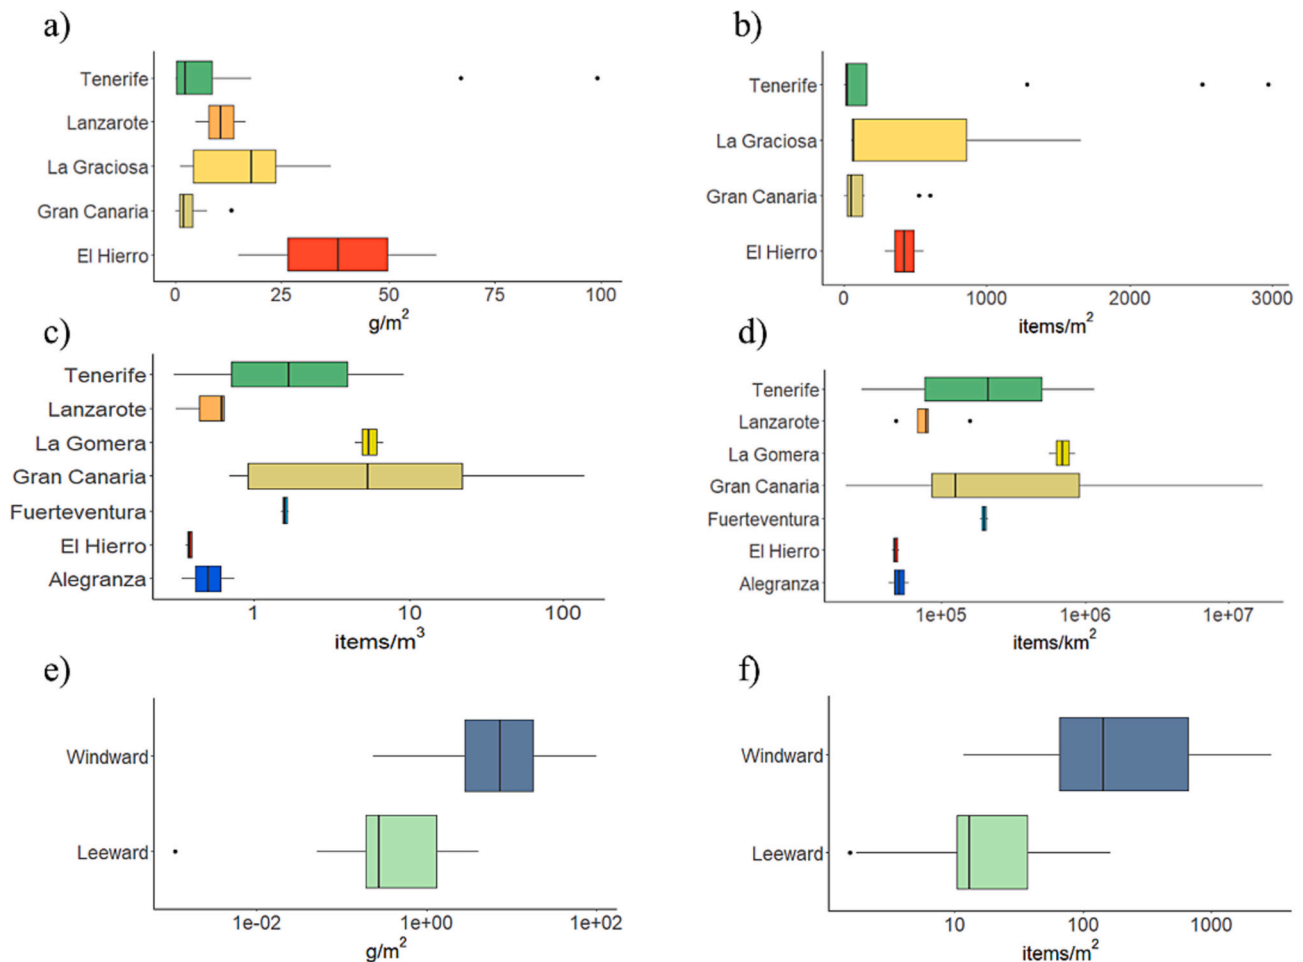 a)
Tenerife
Lanzarote
La Graciosa
Gran Canaria
El Hierro
0 25 50 75 100
g/m²
b)
Tenerife
La Graciosa
Gran Canaria
El Hierro
0 1000 2000 3000
items/m²
c)
Tenerife
Lanzarote
La Gomera
Gran Canaria
Fuerteventura
El Hierro
Alegranza
1 10 100
items/m³
d)
Tenerife
Lanzarote
La Gomera
Gran Canaria
Fuerteventura
El Hierro
Alegranza
1e+05 1e+06 1e+07
items/km²
e)
Windward
Leeward
1e-02 1e+00 1e+02
g/m²
f)
Windward
Leeward
10 100 1000
items/m²